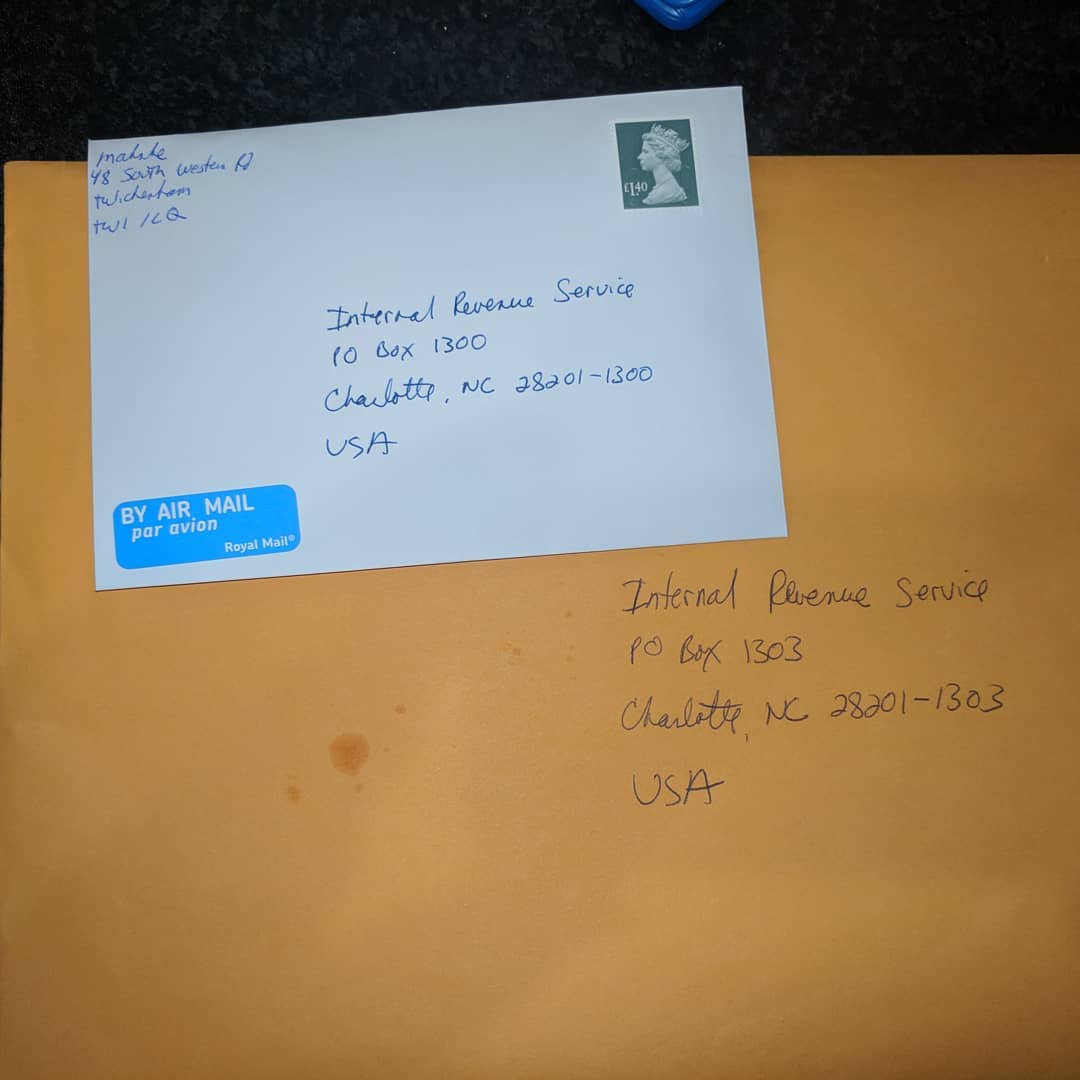 mahske
48 South Western Rd
twickenham
tw1 1LQ
£1.40
Internal Revenue Service
PO Box 1300
Charlotte, NC 28201-1300
USA
BY AIR MAIL
par avion
Royal Mail®
Internal Revenue Service
PO Box 1303
Charlotte, NC 28201-1303
USA